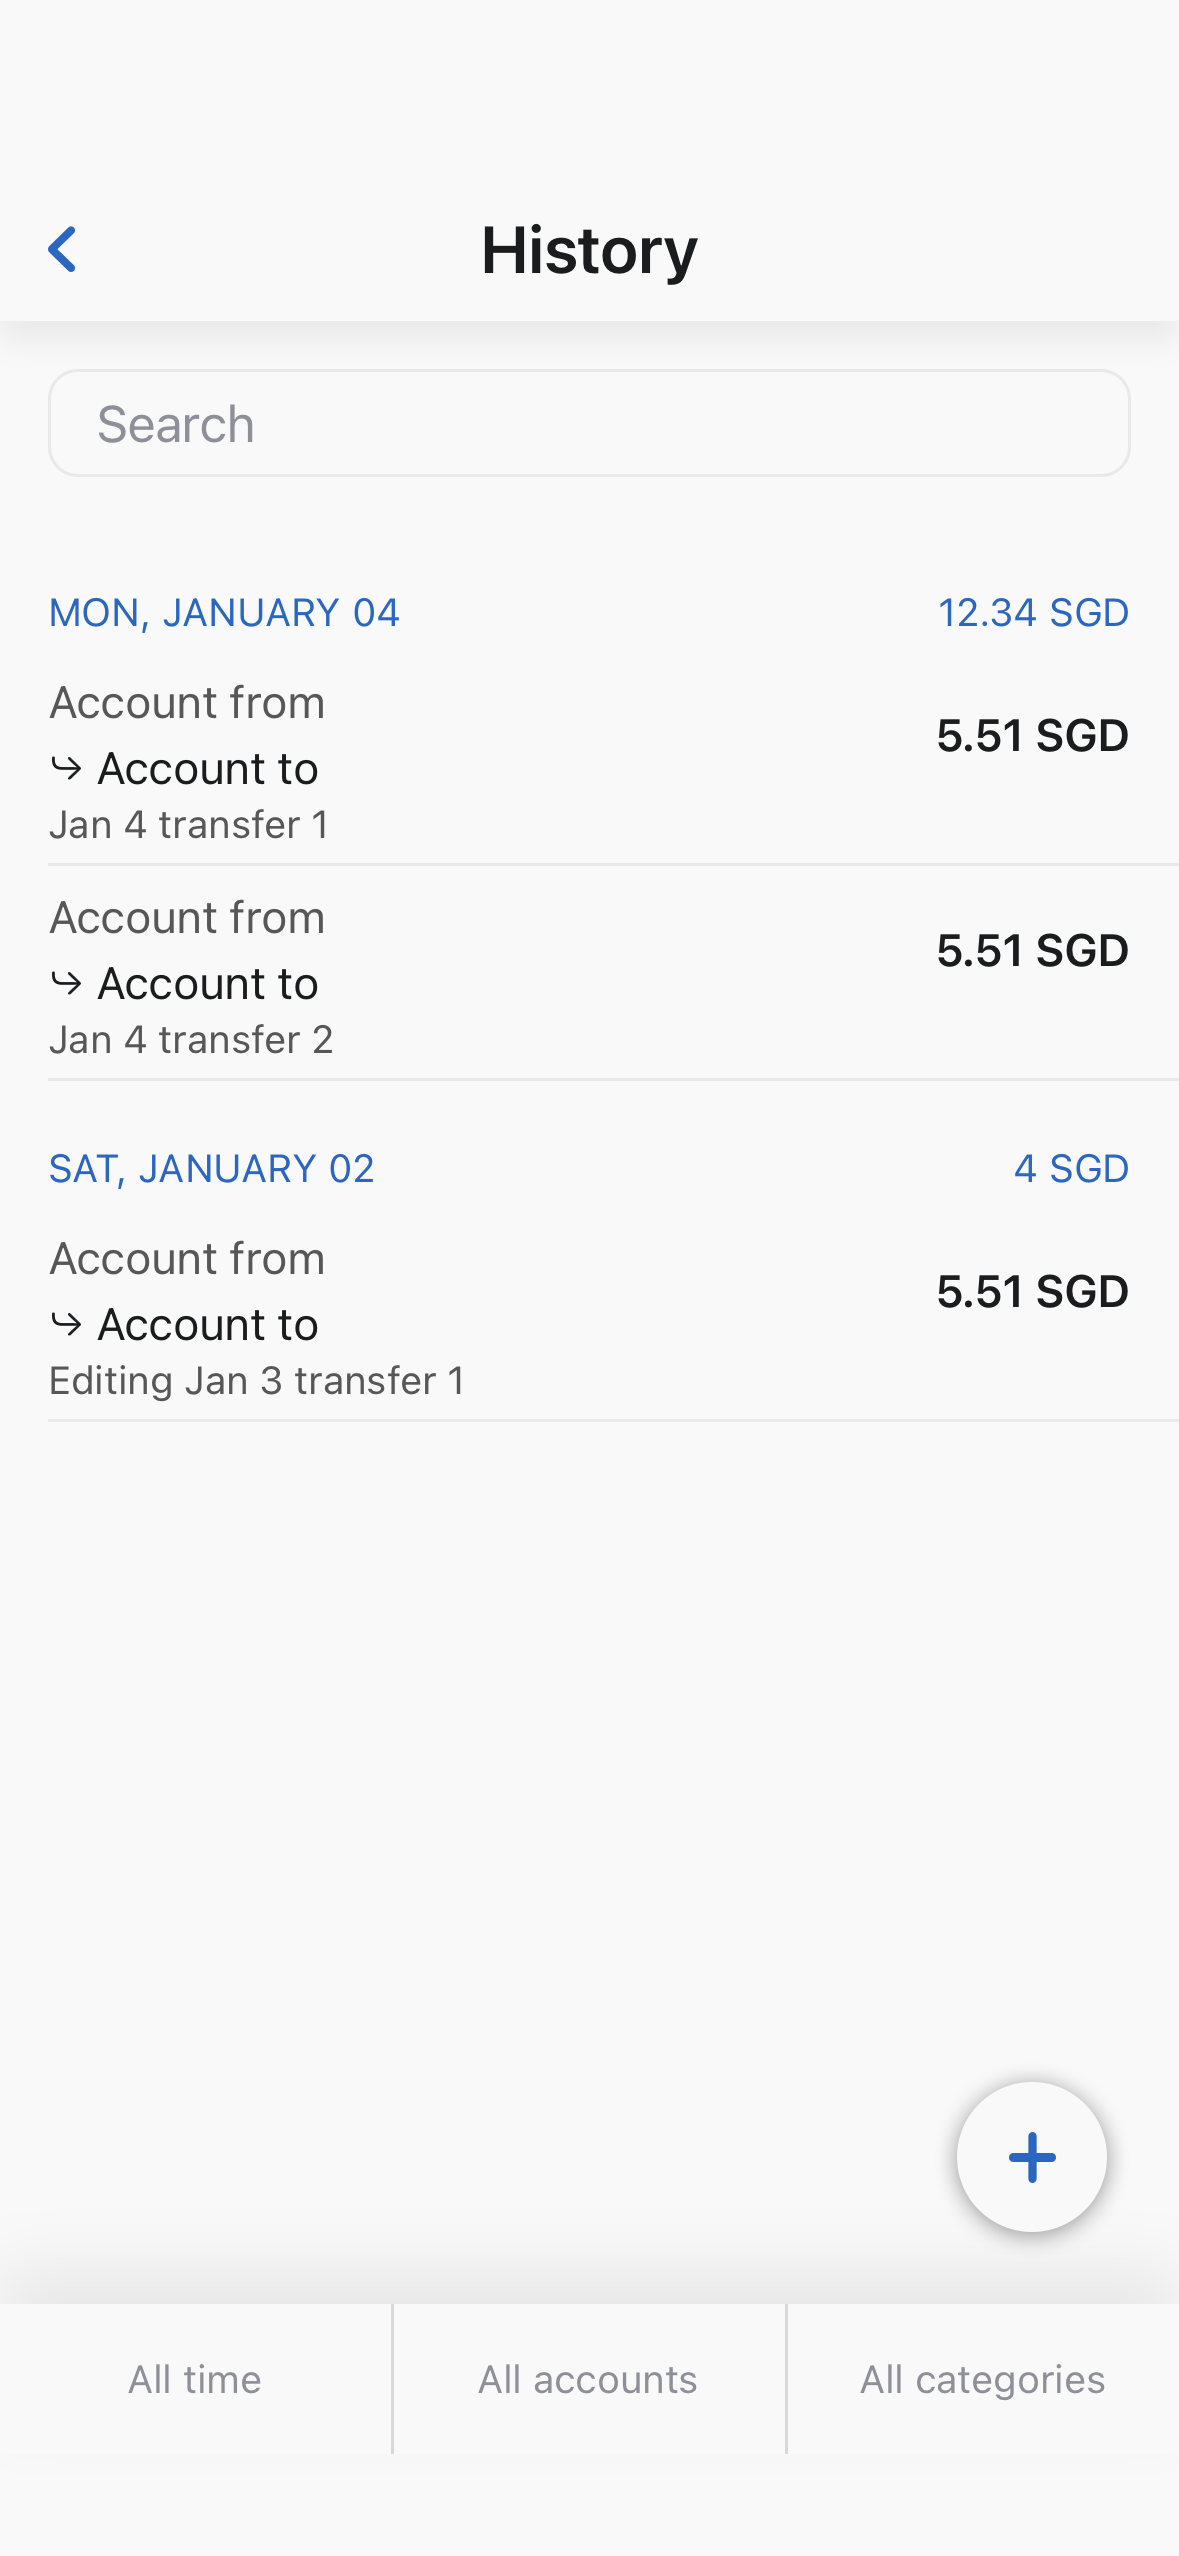 History
Search
MON, JANUARY 04 12.34 SGD
Account from
5.51 SGD
Account to
Jan 4 transfer 1
Account from
5.51 SGD
Account to
Jan 4 transfer 2
SAT, JANUARY 02 4 SGD
Account from
5.51 SGD
Account to
Editing Jan 3 transfer 1
All time All accounts All categories